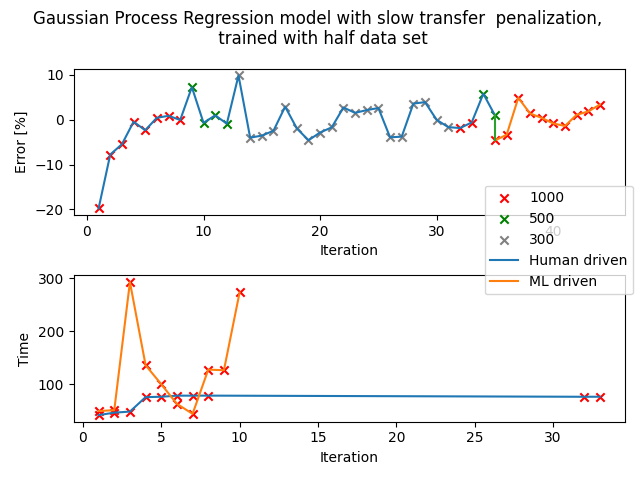 Gaussian Process Regression model with slow transfer  penalization,
trained with half data set
10
0
−10
−20
Error [%]
0
10
20
30
40
Iteration
1000
500
300
Human driven
ML driven
300
200
100
Time
0
5
10
15
20
25
30
Iteration